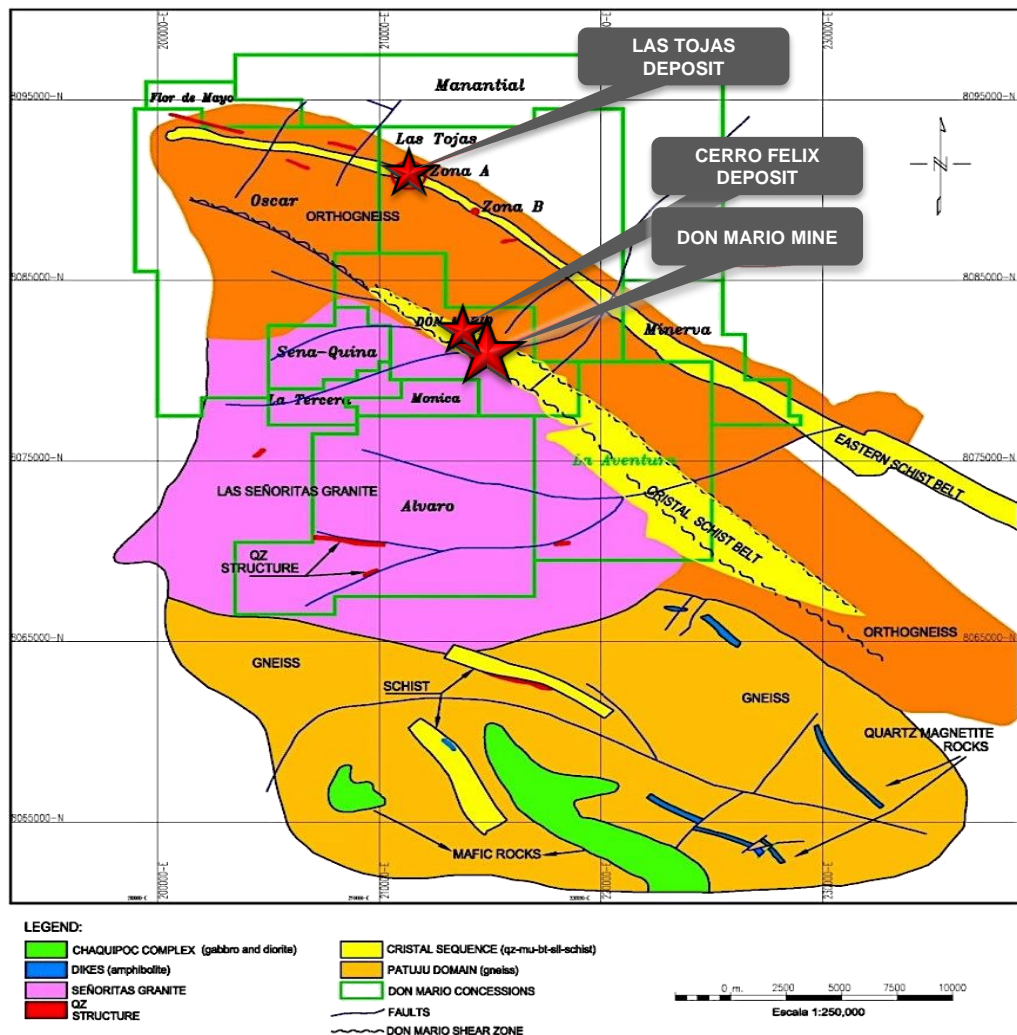 200000-E
210000-E
230000-E
LAS TOJAS
DEPOSIT
Manantial
8095000-N
Flor de Mayo
8095000-N
Las Tojas
CERRO FELIX
DEPOSIT
Zona A
N
Oscar
ORTHOGNEISS
Zona B
DON MARIO MINE
8085000-N
8085000-N
Minerva
Sena-Quina
La Tercera
Monica
8075000-N
La Aventura
8075000-N
EASTERN SCHIST BELT
LAS SEÑORITAS GRANITE
CRISTAL SCHIST BELT
Alvaro
QZ
STRUCTURE
8065000-N
ORTHOGNEISS
8065000-N
GNEISS
SCHIST
GNEISS
QUARTZ MAGNETITE
ROCKS
8055000-N
8055000-N
MAFIC ROCKS
LEGEND:
CHAQUIPOC COMPLEX (gabbro and diorite)
CRISTAL SEQUENCE (qz-mu-bt-sil-schist)
DIKES (amphibolite)
PATUJU DOMAIN (gneiss)
SEÑORITAS GRANITE
DON MARIO CONCESSIONS
QZ
STRUCTURE
FAULTS
DON MARIO SHEAR ZONE
0 m. 2500 5000 7500 10000
Escala 1:250,000